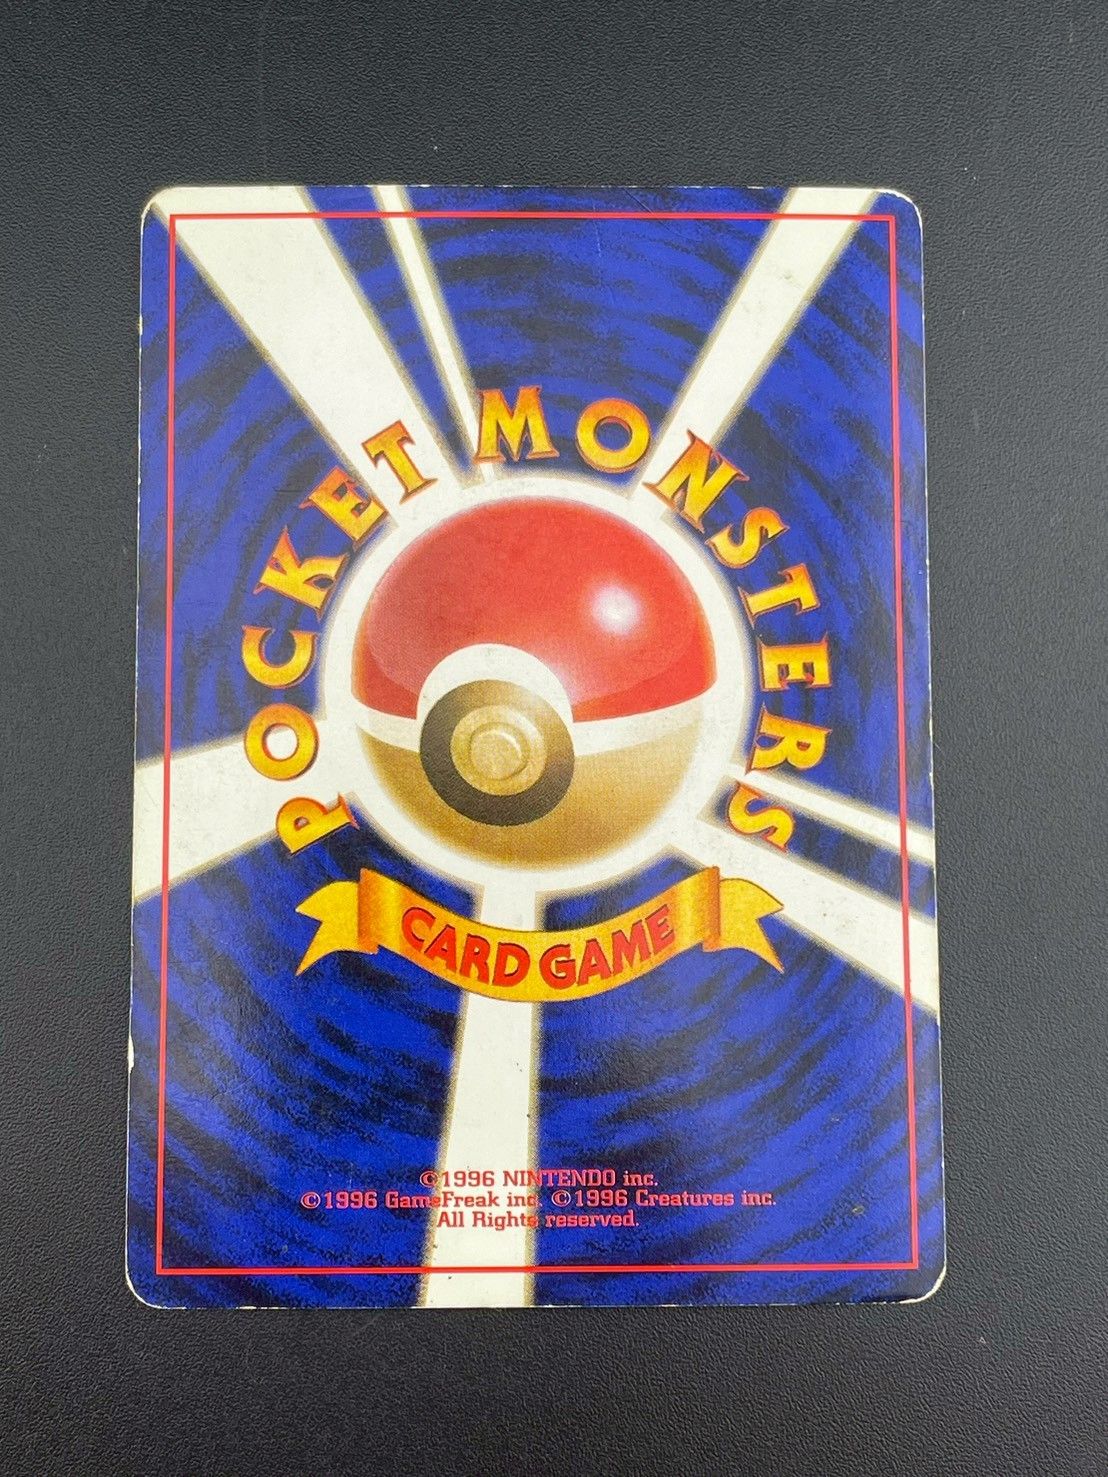 POCKET MONSTERS
CARD GAME
©1996 NINTENDO inc.
©1996 GameFreak inc. ©1996 Creatures inc.
All Rights reserved.